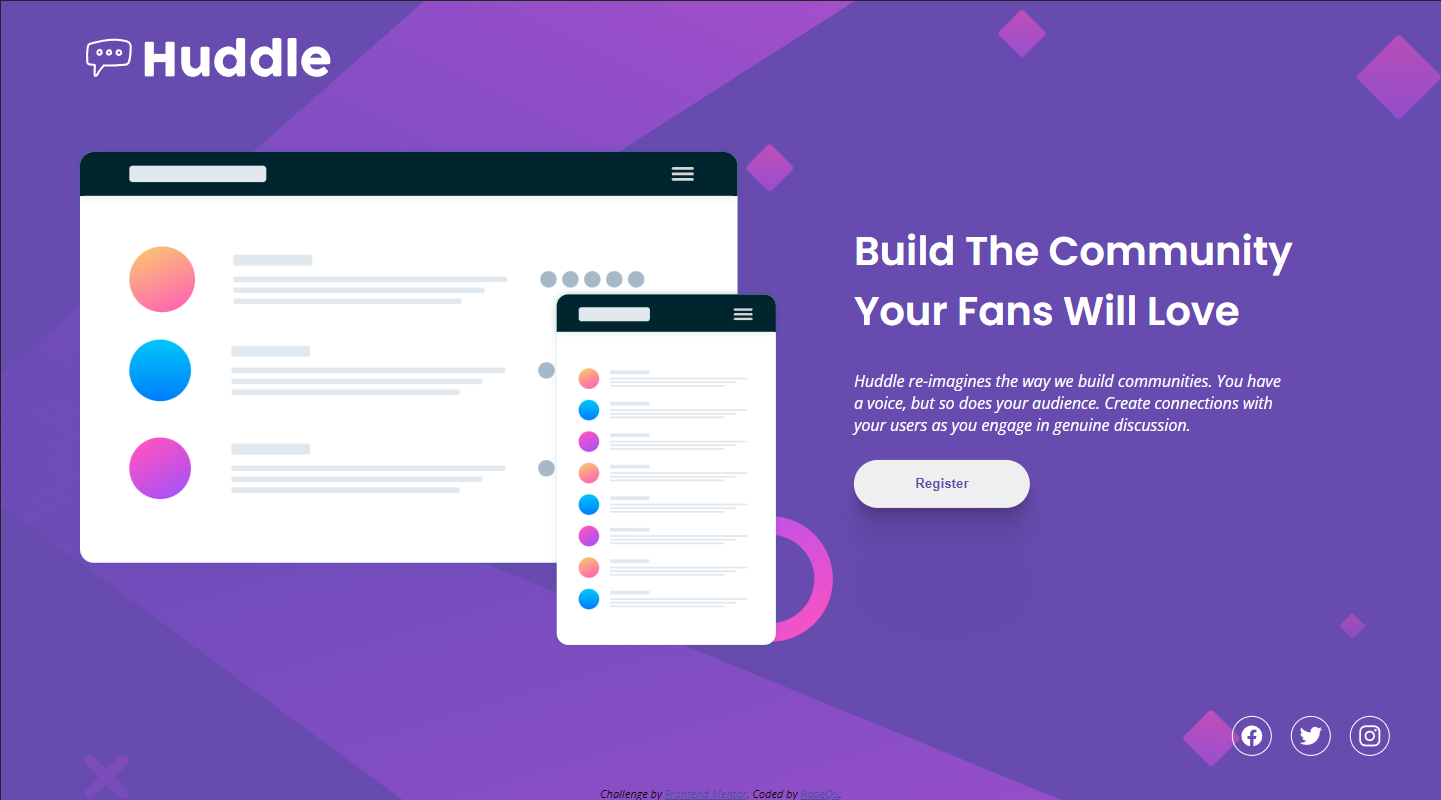 Huddle
Build The Community
Your Fans Will Love
Huddle re-imagines the way we build communities. You have
a voice, but so does your audience. Create connections with
your users as you engage in genuine discussion.
Register
Challenge by Frontend Mentor. Coded by RadeQu.